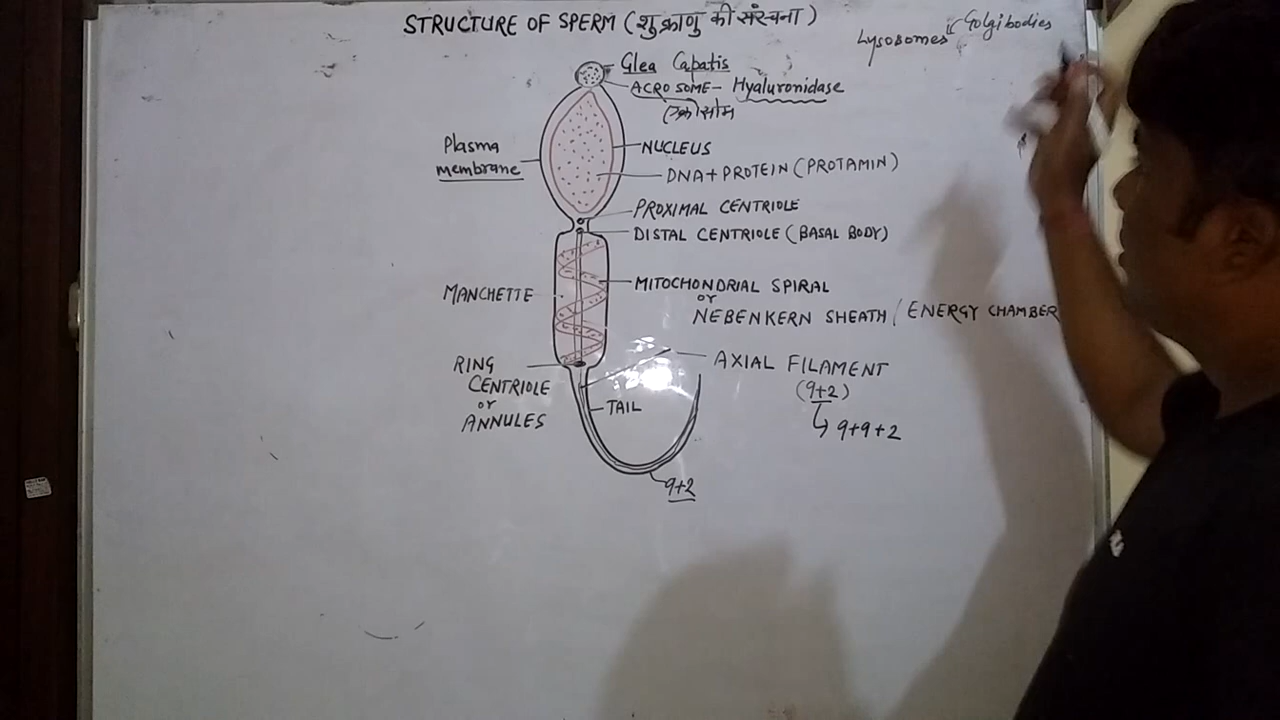 STRUCTURE OF SPERM (शुक्राणु की संरचना)
Lysosomes Golgibodies
Glea Capatis
ACROSOME- Hyaluronidase
एक्रोसोम
Plasma
membrane
NUCLEUS
DNA+ PROTEIN (PROTAMIN)
PROXIMAL CENTRIOLE
DISTAL CENTRIOLE (BASAL BODY)
MANCHETTE
MITOCHONDRIAL SPIRAL
or
NEBENKERN SHEATH / ENERGY CHAMBER
RING
CENTRIOLE
or
ANNULES
AXIAL FILAMENT
(9+2)
9+9+2
TAIL
9+2